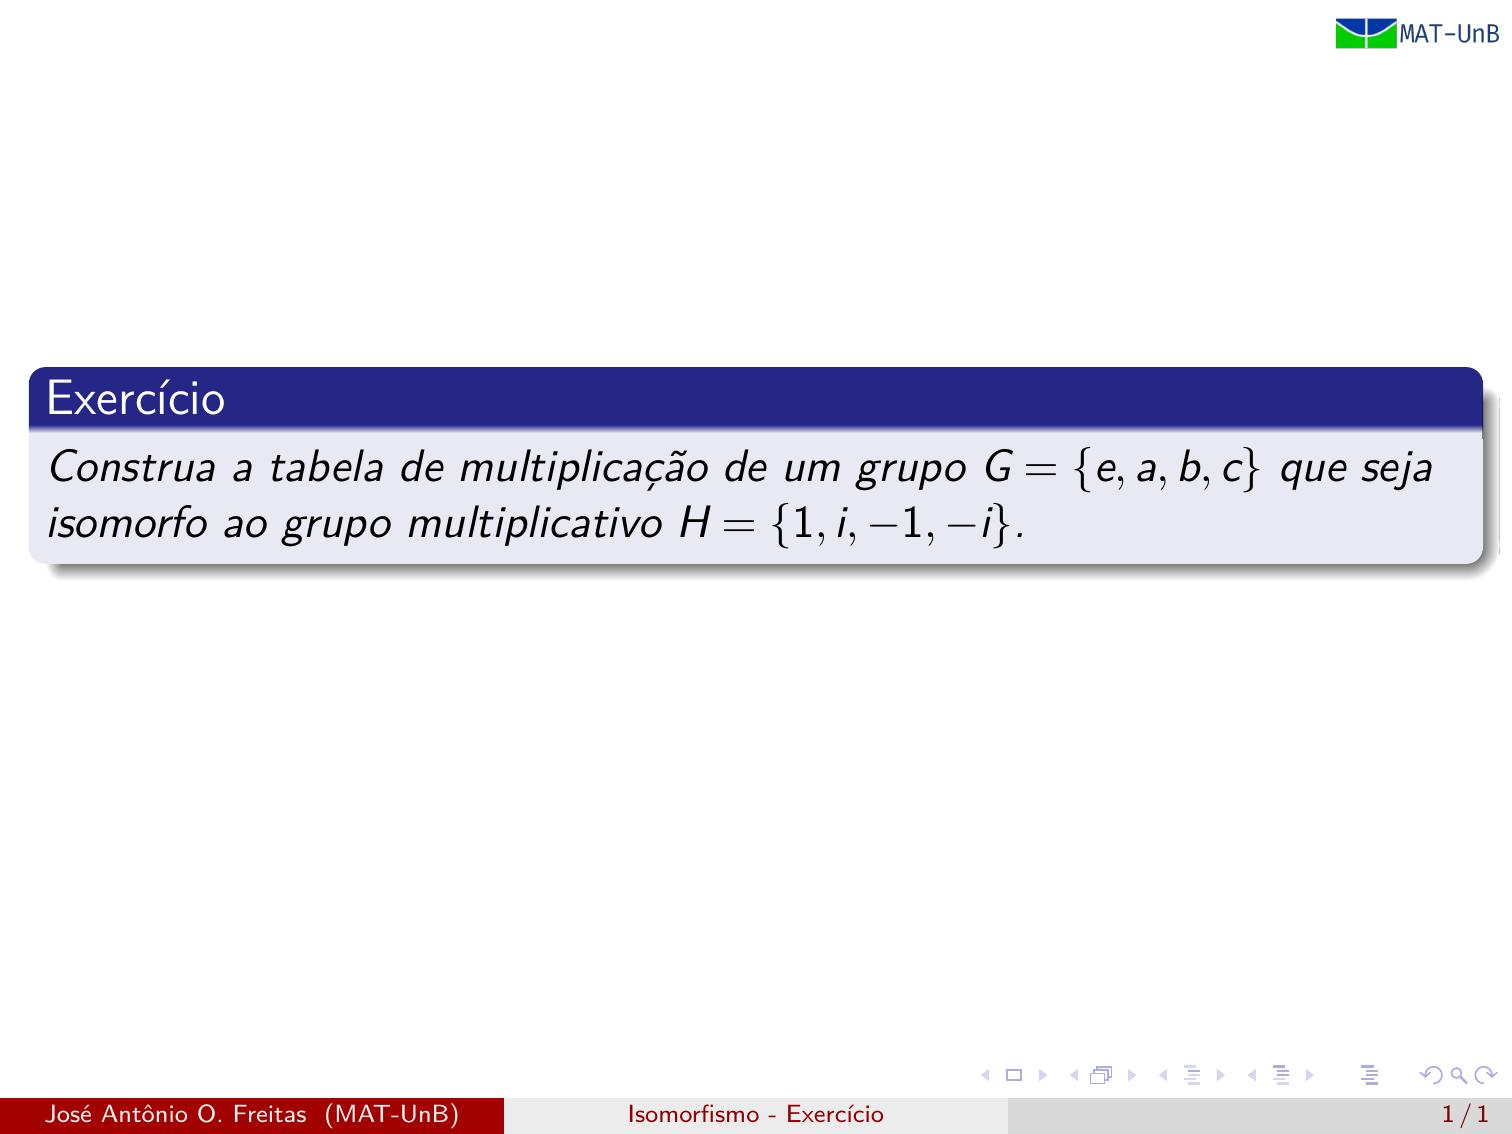 MAT-UnB
Exercício
Construa a tabela de multiplicação de um grupo G = {e, a, b, c} que seja
isomorfo ao grupo multiplicativo H = {1, i, −1, −i}.
José Antônio O. Freitas (MAT-UnB)
Isomorfismo - Exercício
1 / 1